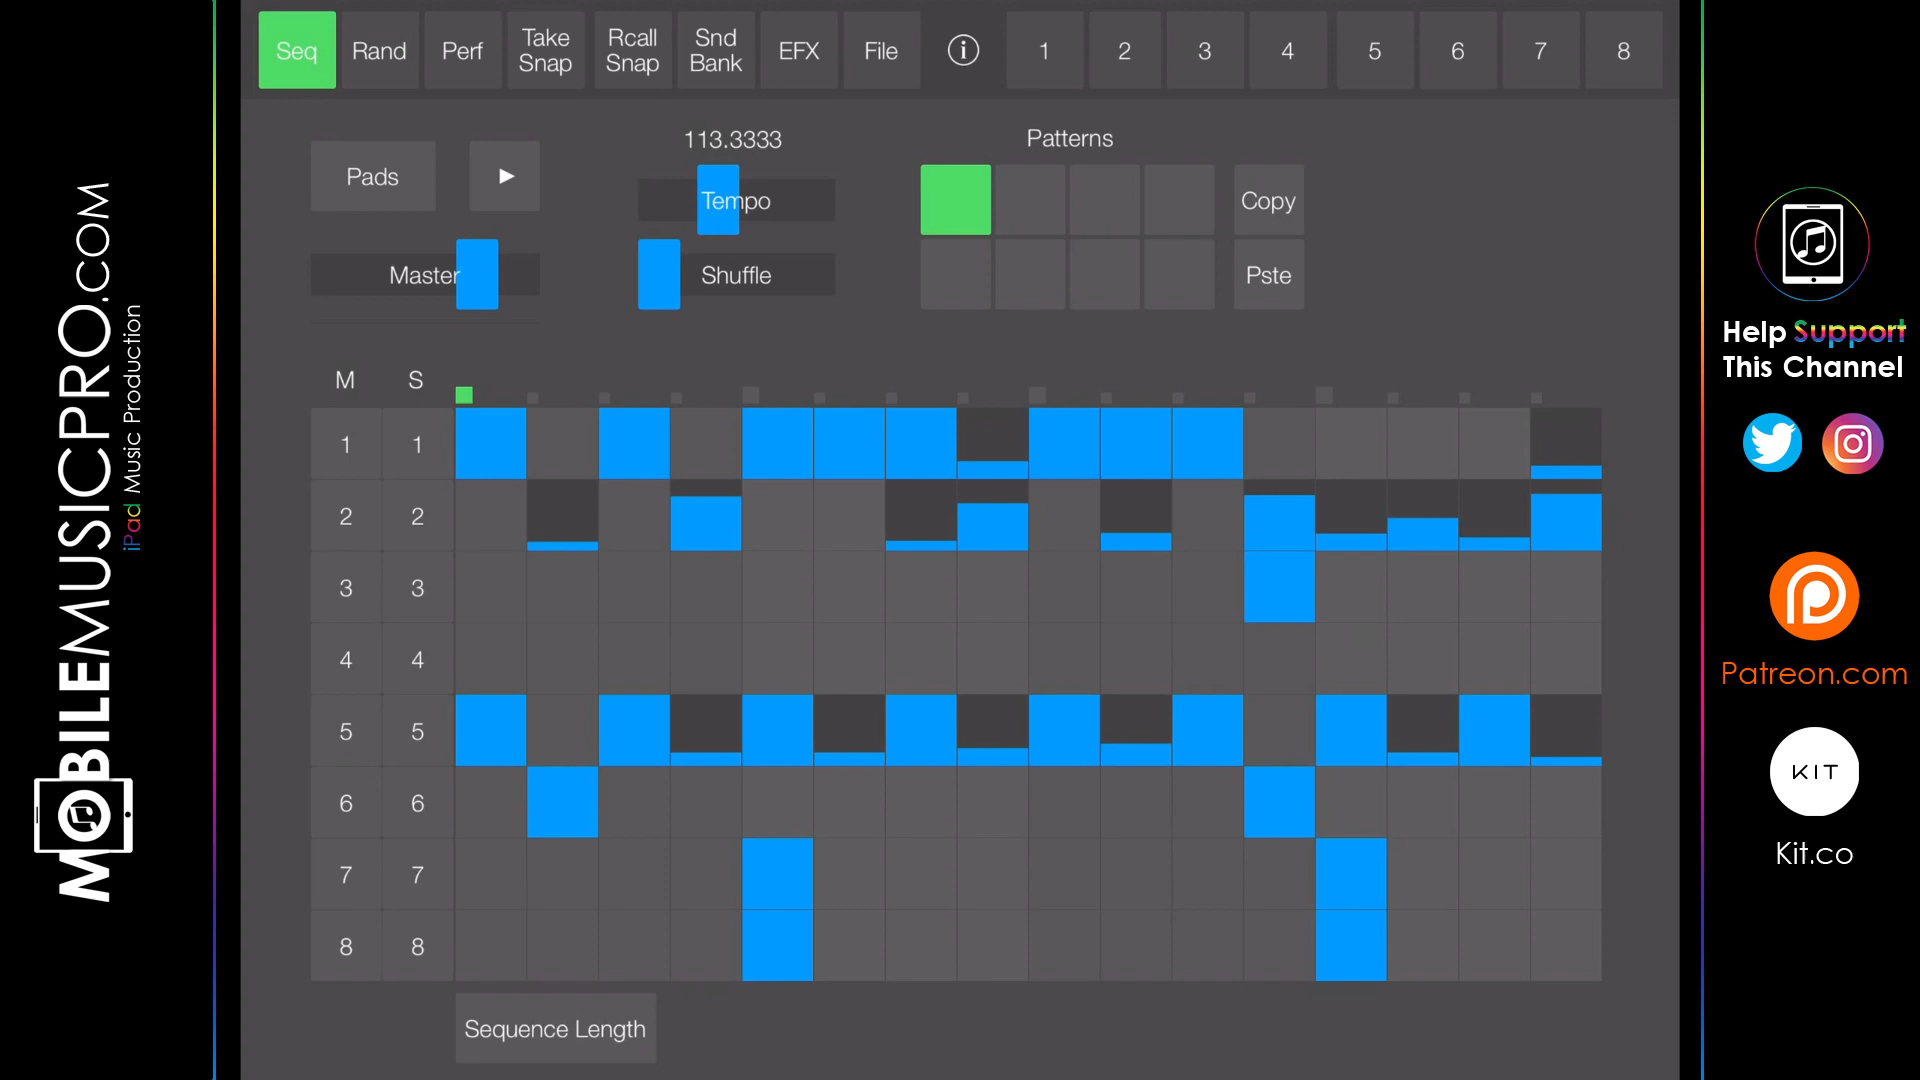 MOBILEMUSICPRO.COM
iPad Music Production
Seq Rand Perf Take Snap Rcall Snap Snd Bank EFX File i 1 2 3 4 5 6 7 8
113.3333 Patterns
Pads ▶ Tempo Copy
Master Shuffle Pste
M S
1 1
2 2
3 3
4 4
5 5
6 6
7 7
8 8
Sequence Length
Help Support
This Channel
Patreon.com
KIT
Kit.co